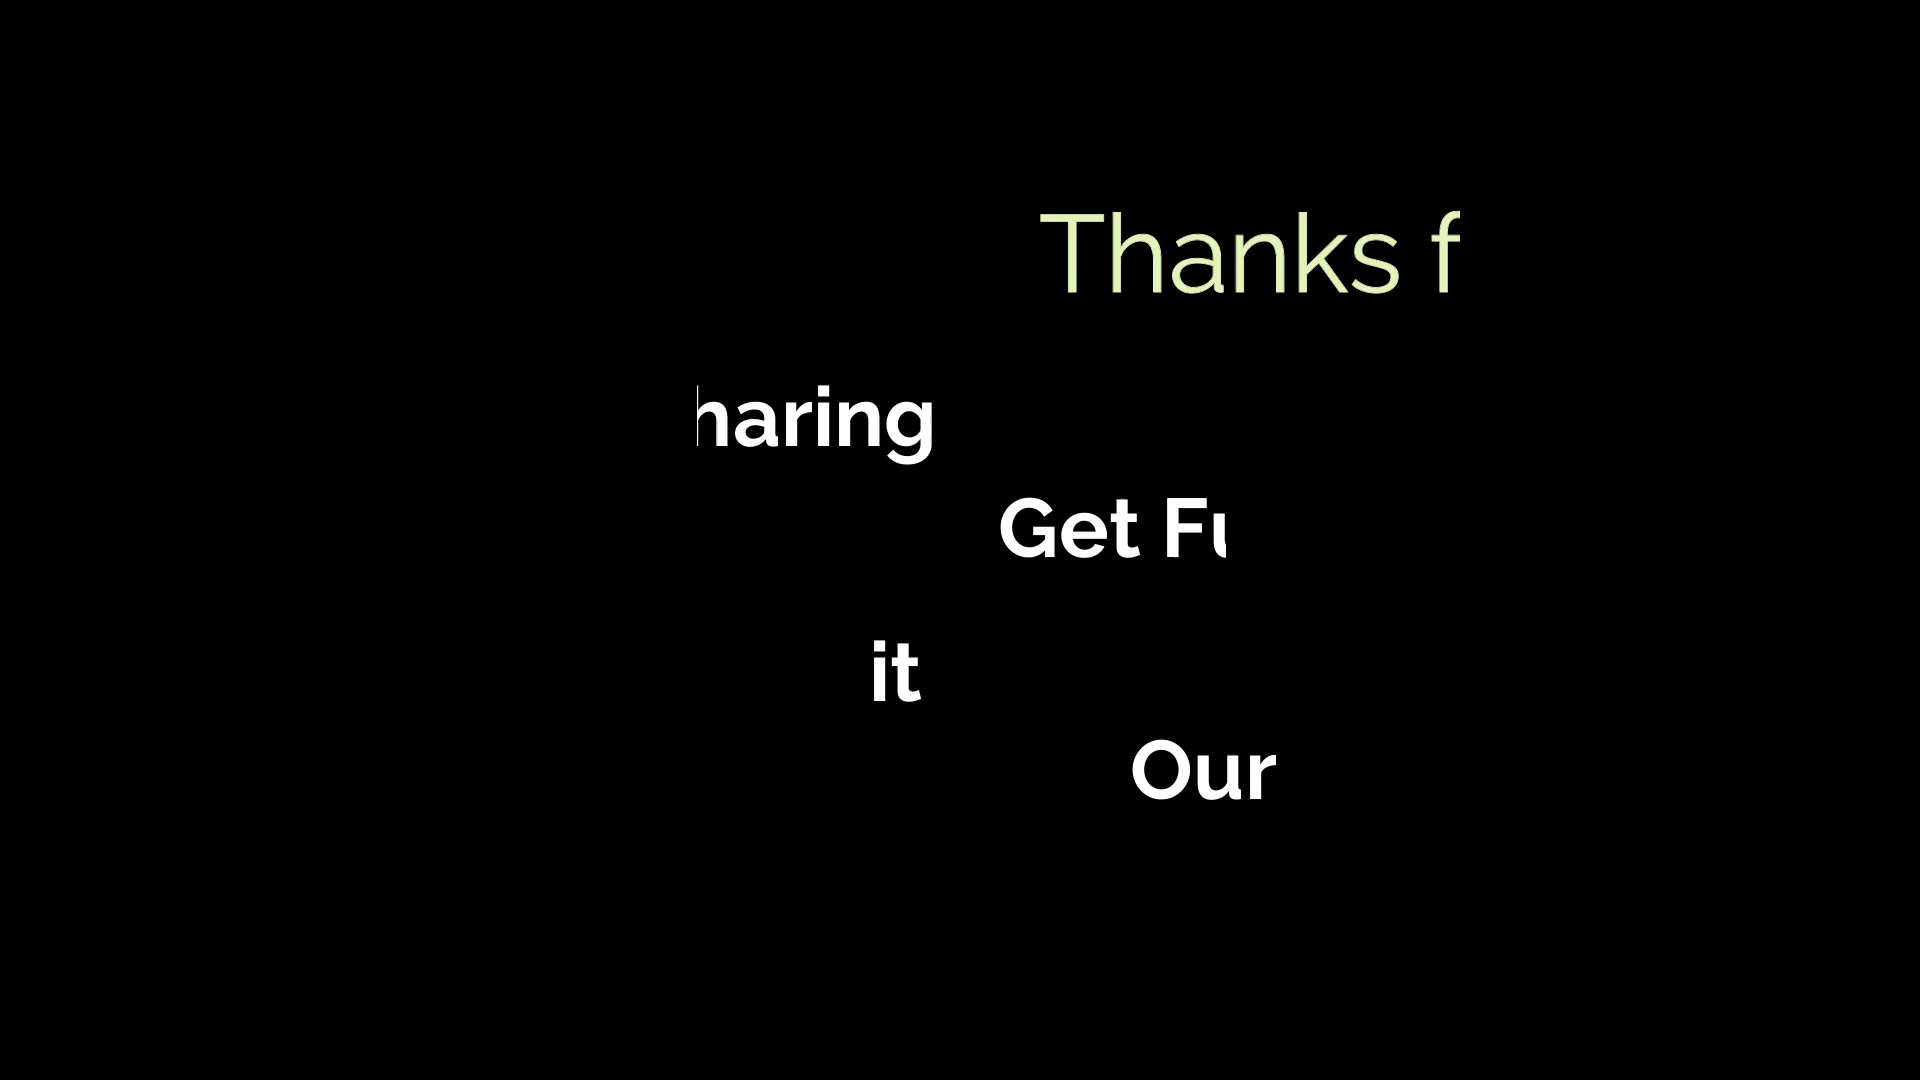 Thanks f
haring
Get Fu
it
Our